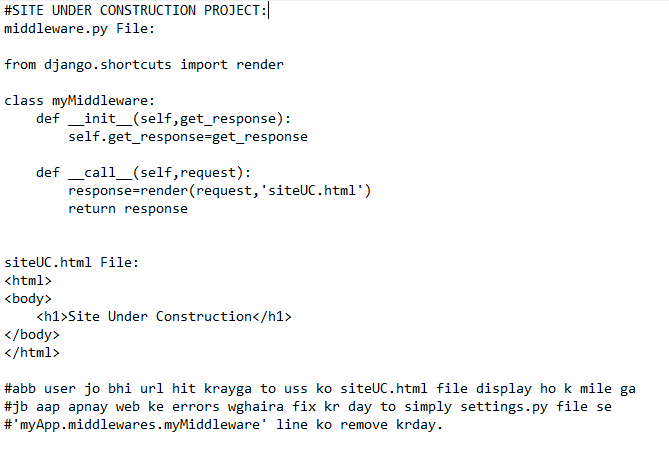 #SITE UNDER CONSTRUCTION PROJECT:
middleware.py File:

from django.shortcuts import render

class myMiddleware:
    def __init__(self,get_response):
        self.get_response=get_response

    def __call__(self,request):
        response=render(request,'siteUC.html')
        return response


siteUC.html File:
<html>
<body>
    <h1>Site Under Construction</h1>
</body>
</html>

#abb user jo bhi url hit krayga to uss ko siteUC.html file display ho k mile ga
#jb aap apnay web ke errors wghaira fix kr day to simply settings.py file se
#'myApp.middlewares.myMiddleware' line ko remove krday.